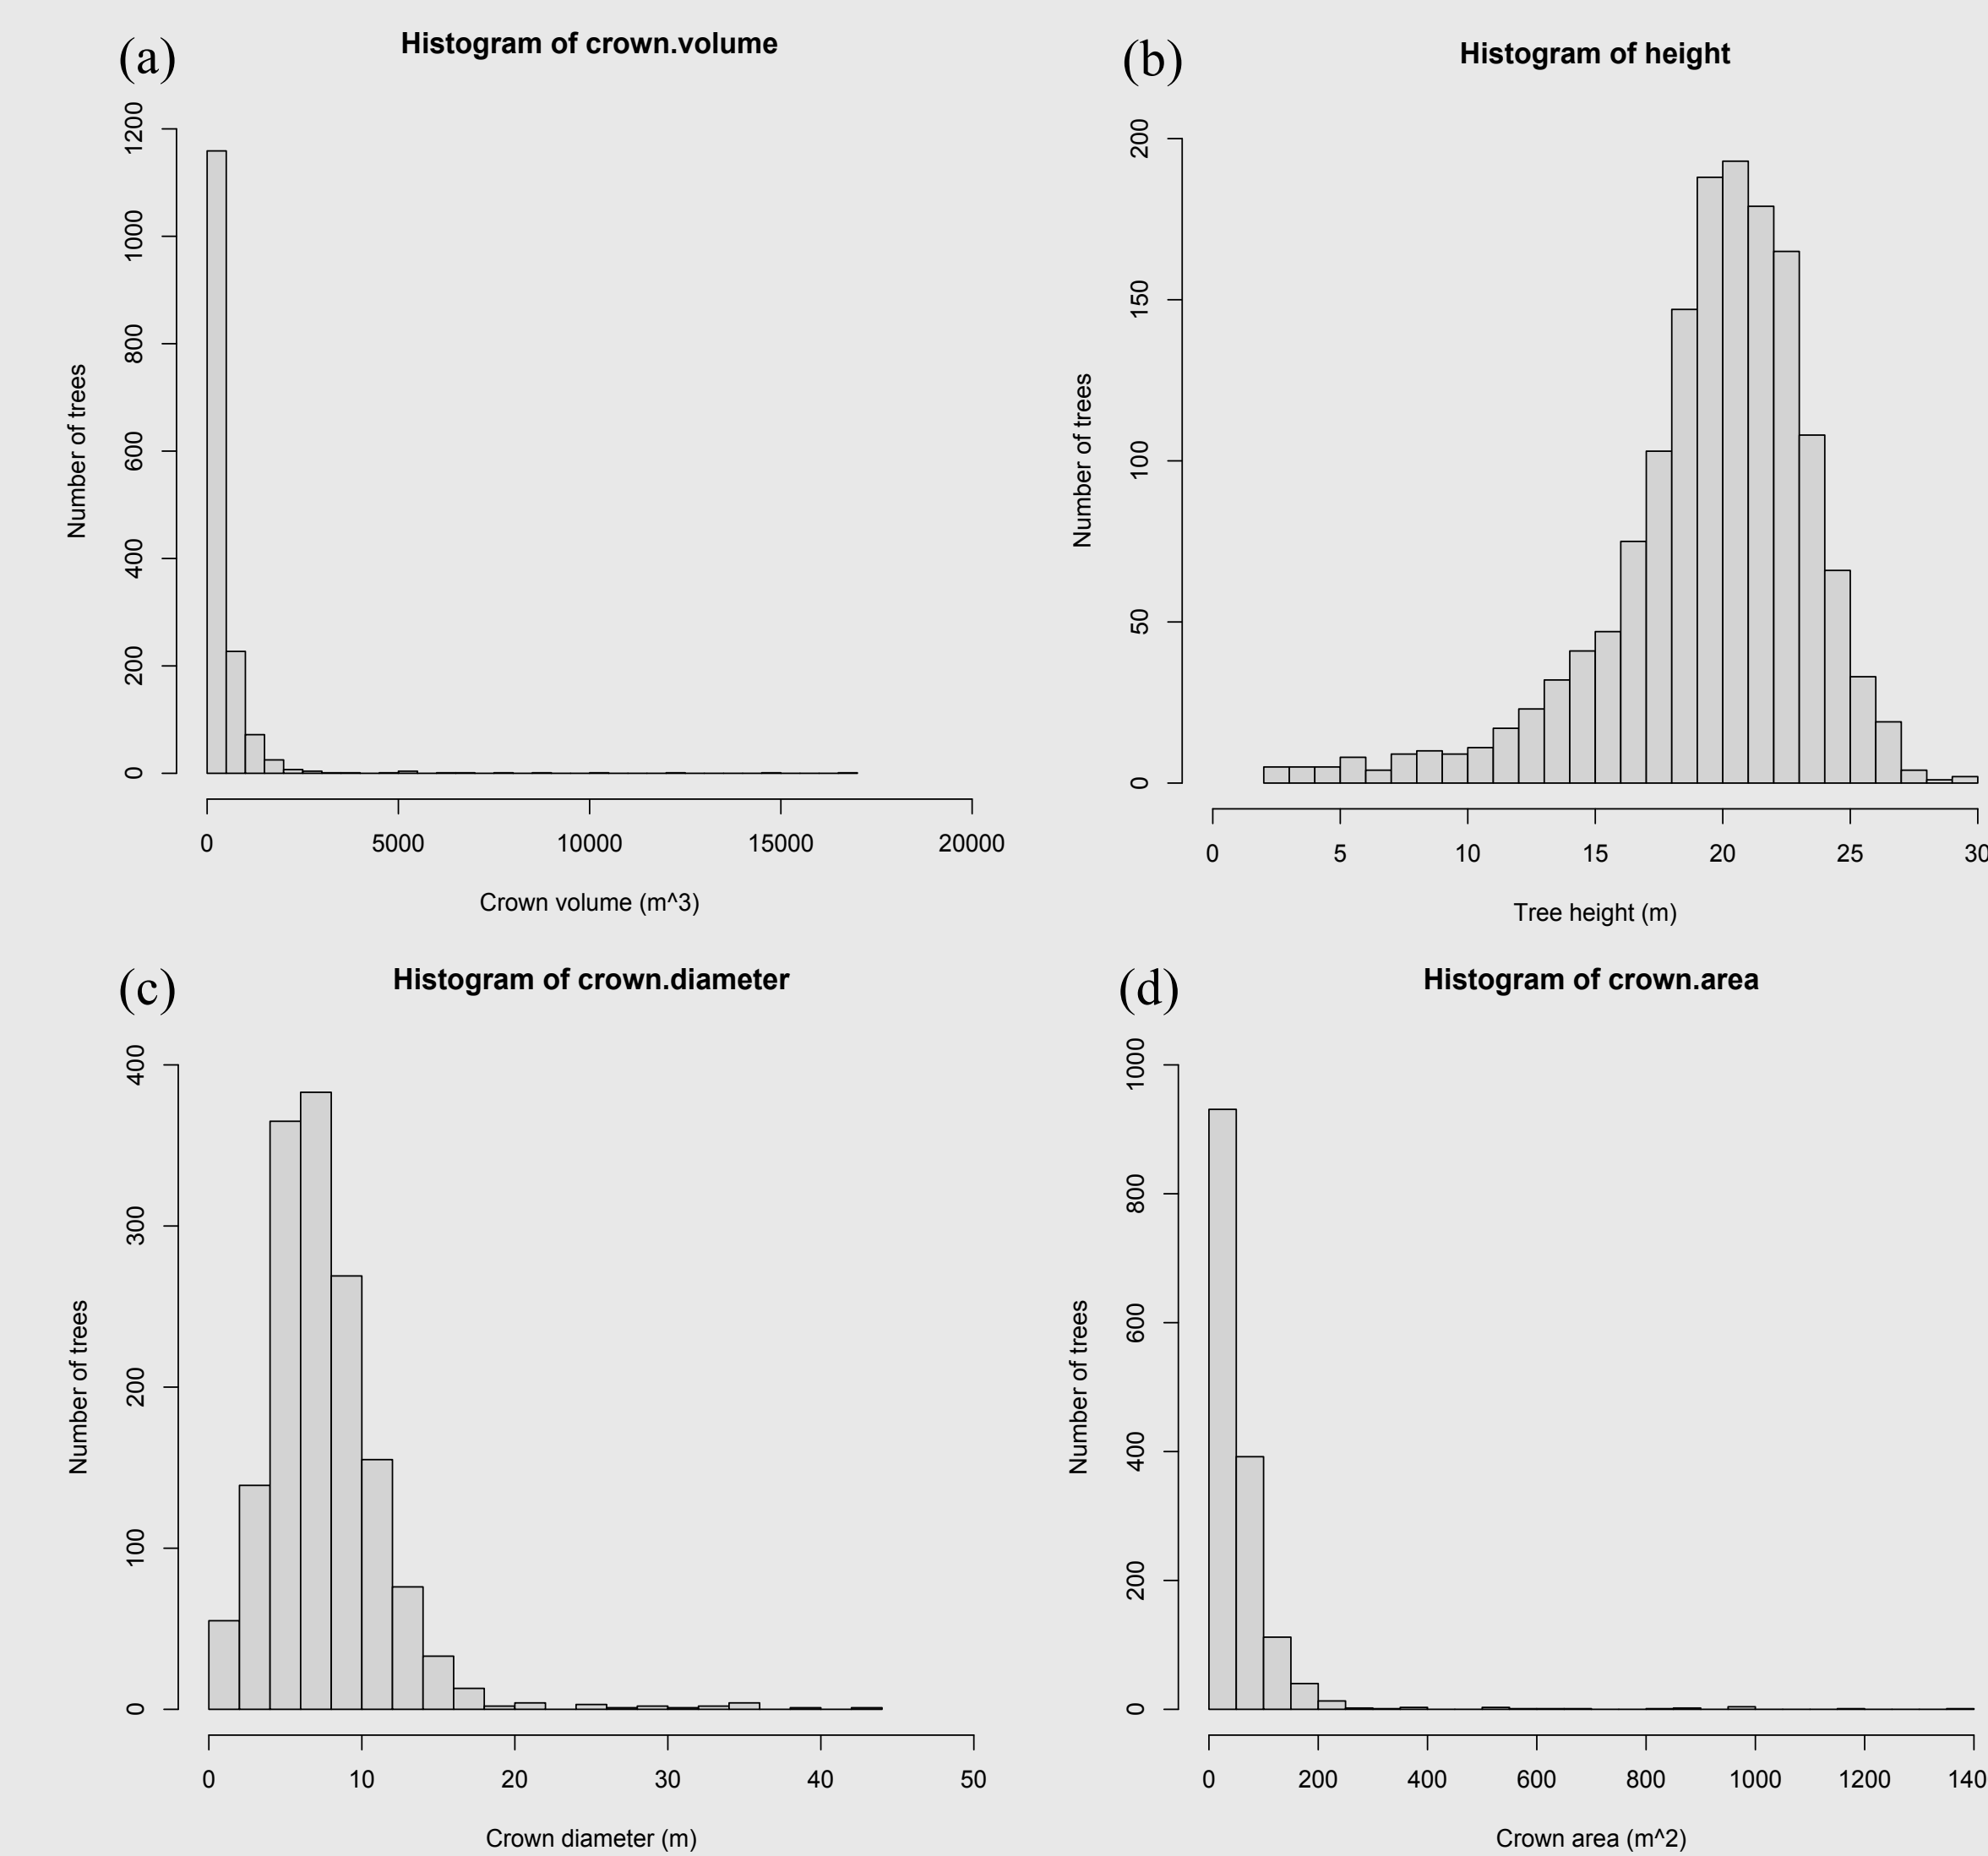 (a)
Histogram of crown.volume
Number of trees
0 200 400 600 800 1000 1200
0 5000 10000 15000 20000
Crown volume (m^3)
(b)
Histogram of height
Number of trees
0 50 100 150 200
0 5 10 15 20 25 30
Tree height (m)
(c)
Histogram of crown.diameter
Number of trees
0 100 200 300 400
0 10 20 30 40 50
Crown diameter (m)
(d)
Histogram of crown.area
Number of trees
0 200 400 600 800 1000
0 200 400 600 800 1000 1200 140
Crown area (m^2)